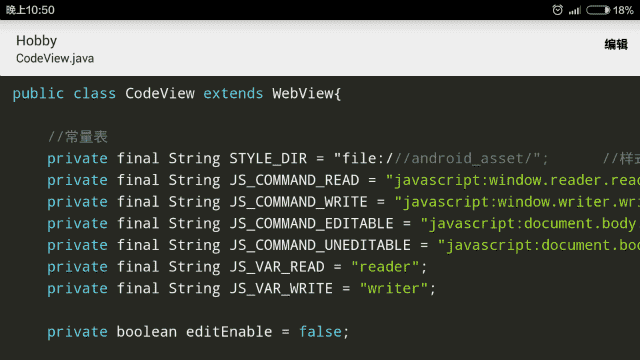 晚上10:50 18%
Hobby
CodeView.java
编辑
public class CodeView extends WebView{
//常量表
private final String STYLE_DIR = "file:///android_asset/"; //样式
private final String JS_COMMAND_READ = "javascript:window.reader.read
private final String JS_COMMAND_WRITE = "javascript:window.writer.wri
private final String JS_COMMAND_EDITABLE = "javascript:document.body.
private final String JS_COMMAND_UNEDITABLE = "javascript:document.bod
private final String JS_VAR_READ = "reader";
private final String JS_VAR_WRITE = "writer";
private boolean editEnable = false;